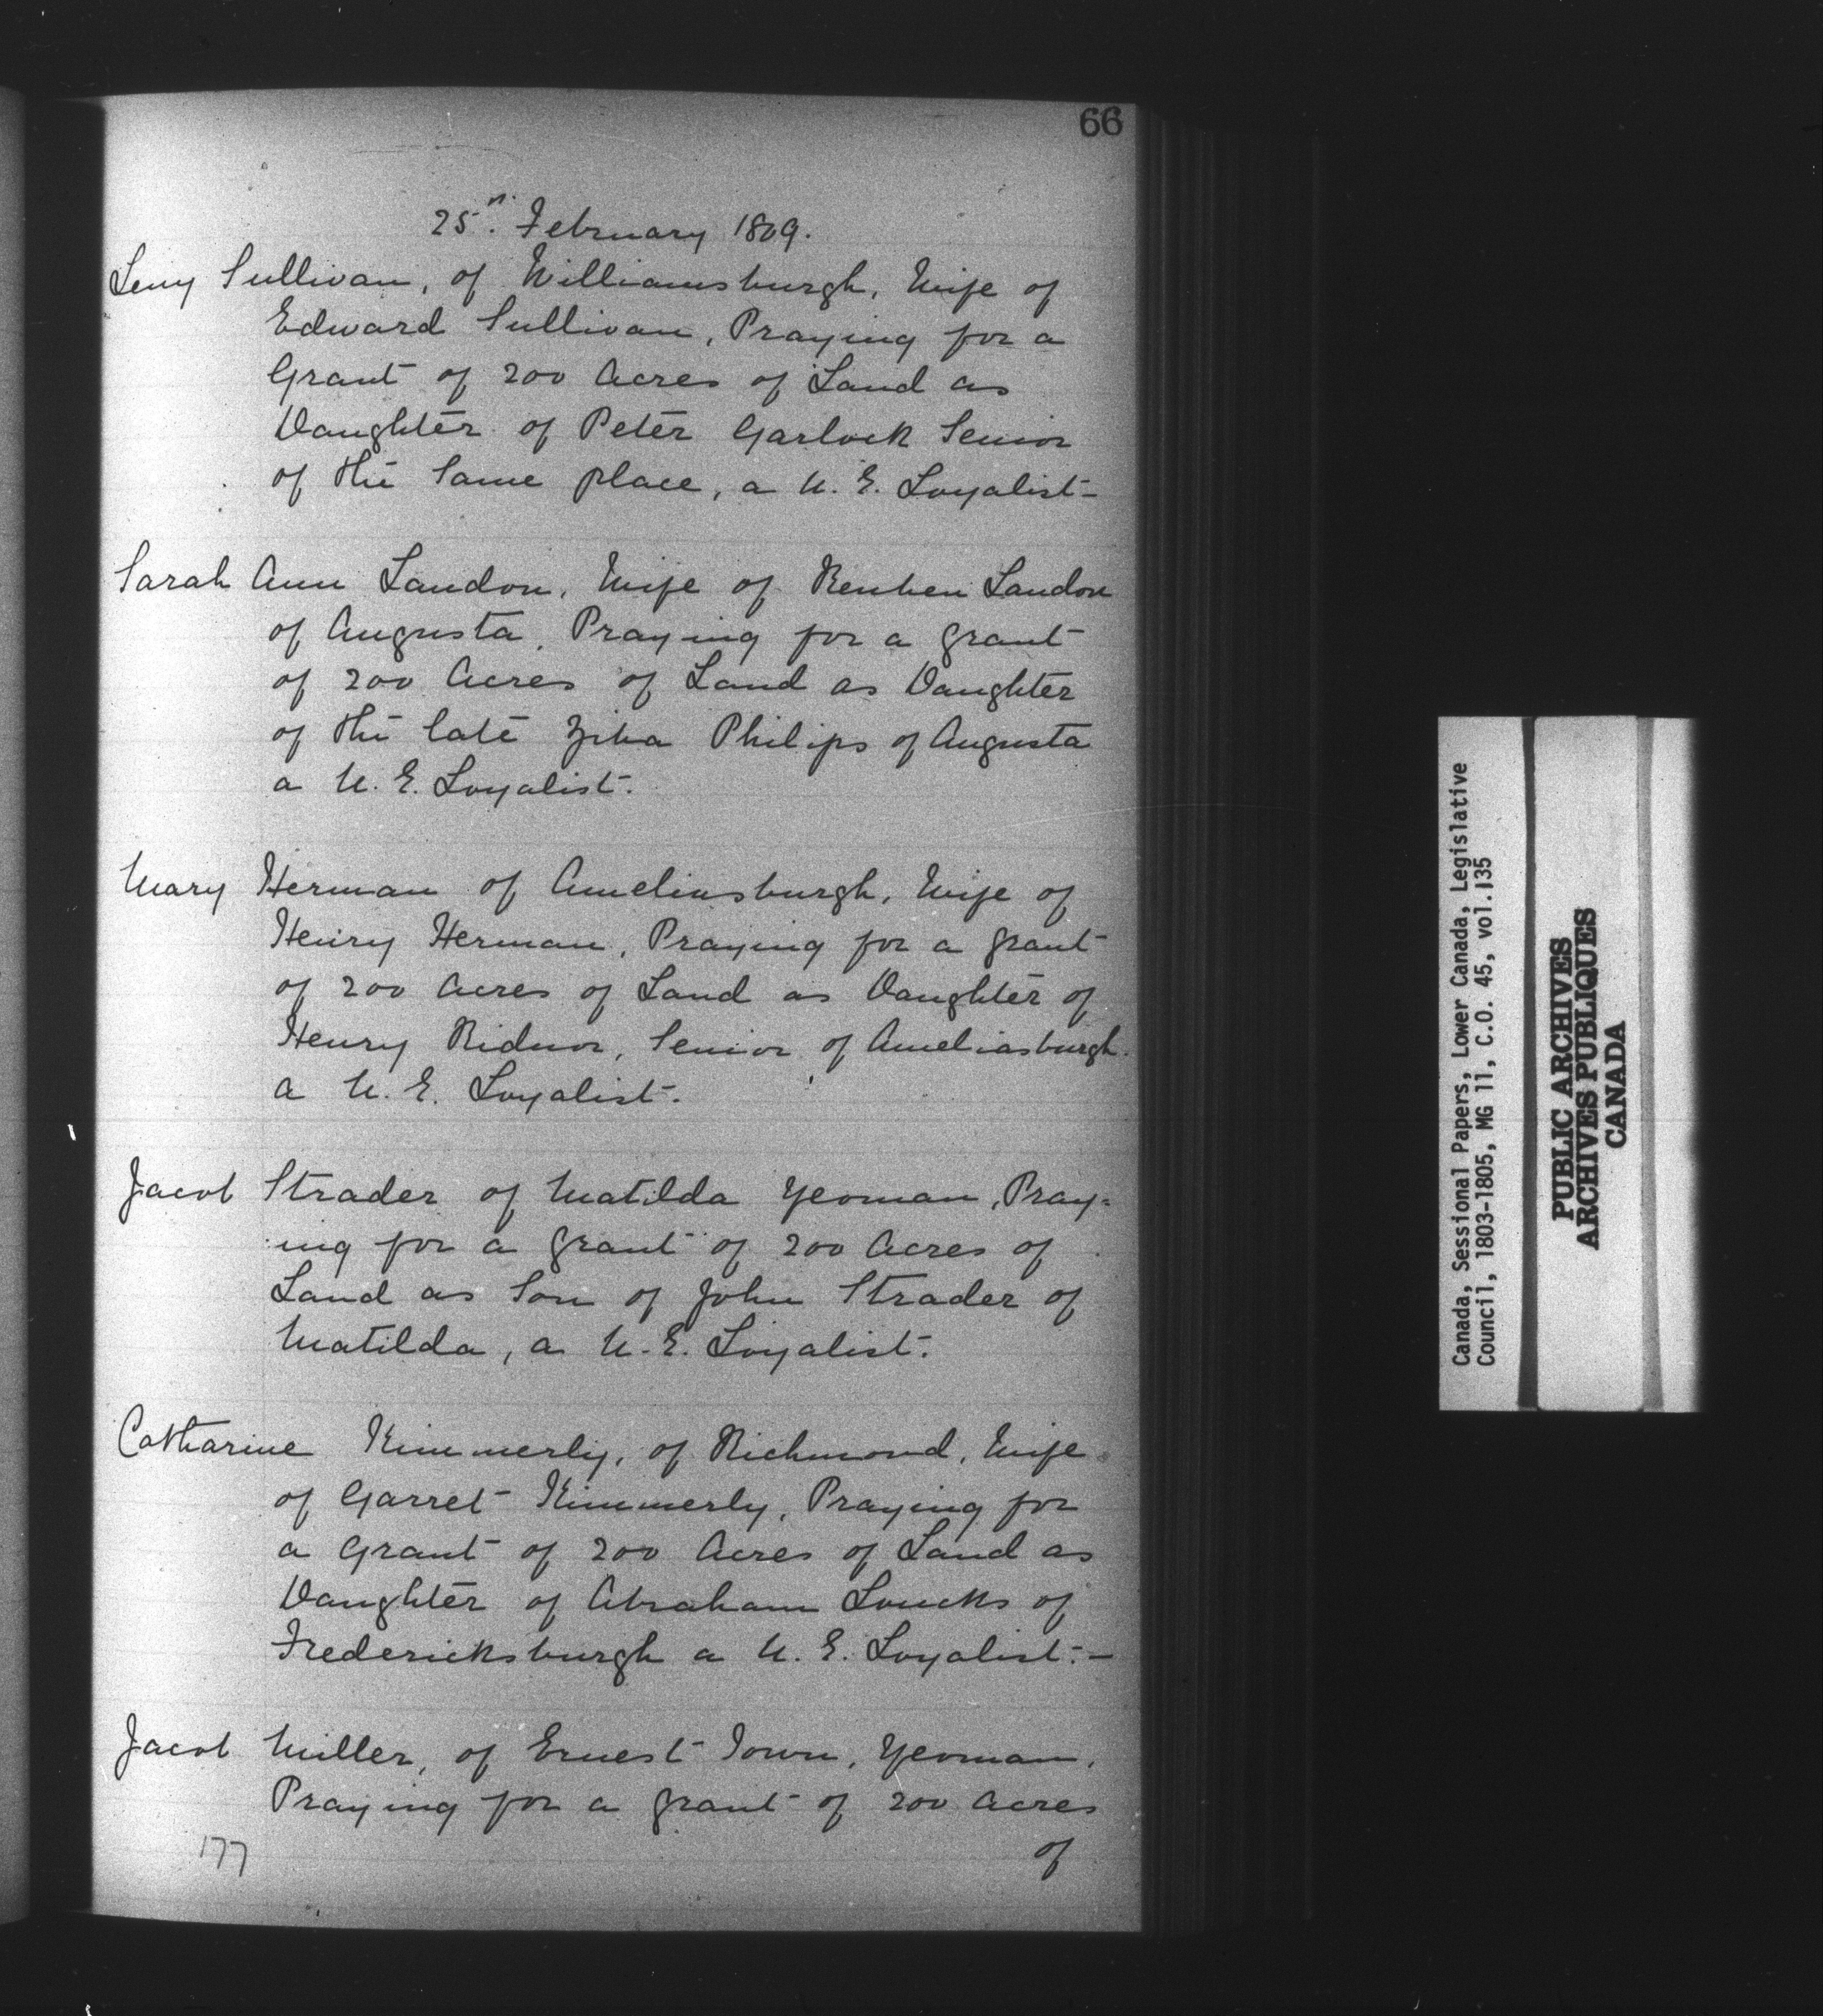 66
25th. February 1809.
Leny Sullivan, of Williamsburgh, Wife of
Edward Sullivan, Praying for a
Grant of 200 Acres of Land as
Daughter of Peter Garlock Senior
of the Same place, a U. E. Loyalist-
Sarah Ann Landon, Wife of Reuben Landon
of Augusta, Praying for a grant
of 200 Acres of Land as Daughter
of the late Ziba Philips of Augusta
a U. E. Loyalist.
Mary Herman of Ameliasburgh, Wife of
Henry Herman, Praying for a grant
of 200 Acres of Land as Daughter of
Henry Ridnor, Senior of Ameliasburgh.
a U. E. Loyalist.
Jacob Strader of Matilda Yeoman, Pray=
ing for a grant of 200 Acres of
Land as Son of John Strader of
Matilda, a U. E. Loyalist.
Catharine Kimmerly, of Richmond, Wife
of Garret Kimmerly, Praying for
a Grant of 200 Acres of Land as
Daughter of Abraham Loucks of
Fredericksburgh a U. E. Loyalist.-
Jacob Miller, of Ernest Town, Yeoman,
Praying for a grant of 200 Acres
of
177
Canada, Sessional Papers, Lower Canada, Legislative
Council, 1803-1805, MG 11, C.O. 45, vol.135
PUBLIC ARCHIVES
ARCHIVES PUBLIQUES
CANADA